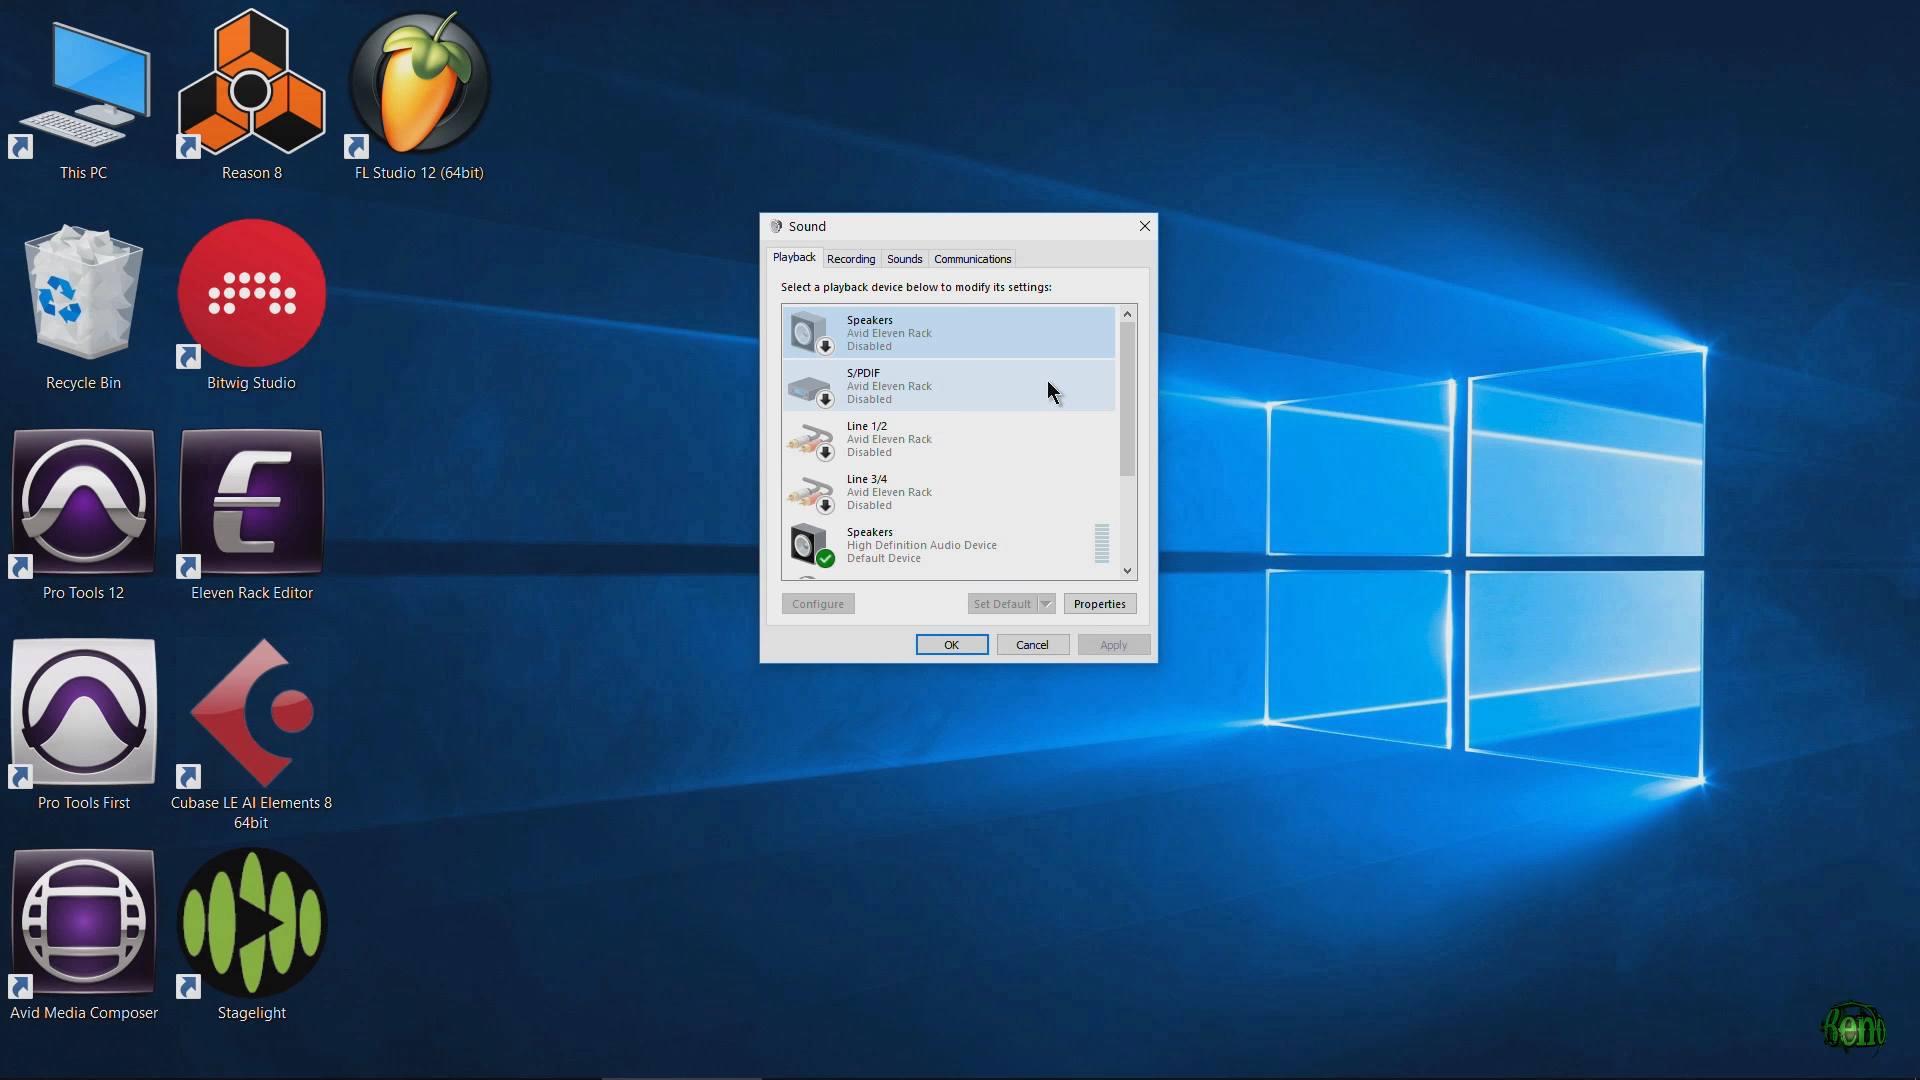 This PC
Reason 8
FL Studio 12 (64bit)
Recycle Bin
Bitwig Studio
Pro Tools 12
Eleven Rack Editor
Pro Tools First
Cubase LE AI Elements 8
64bit
Avid Media Composer
Stagelight
Sound
Playback
Recording
Sounds
Communications
Select a playback device below to modify its settings:
Speakers
Avid Eleven Rack
Disabled
S/PDIF
Avid Eleven Rack
Disabled
Line 1/2
Avid Eleven Rack
Disabled
Line 3/4
Avid Eleven Rack
Disabled
Speakers
High Definition Audio Device
Default Device
Configure
Set Default
Properties
OK
Cancel
Apply